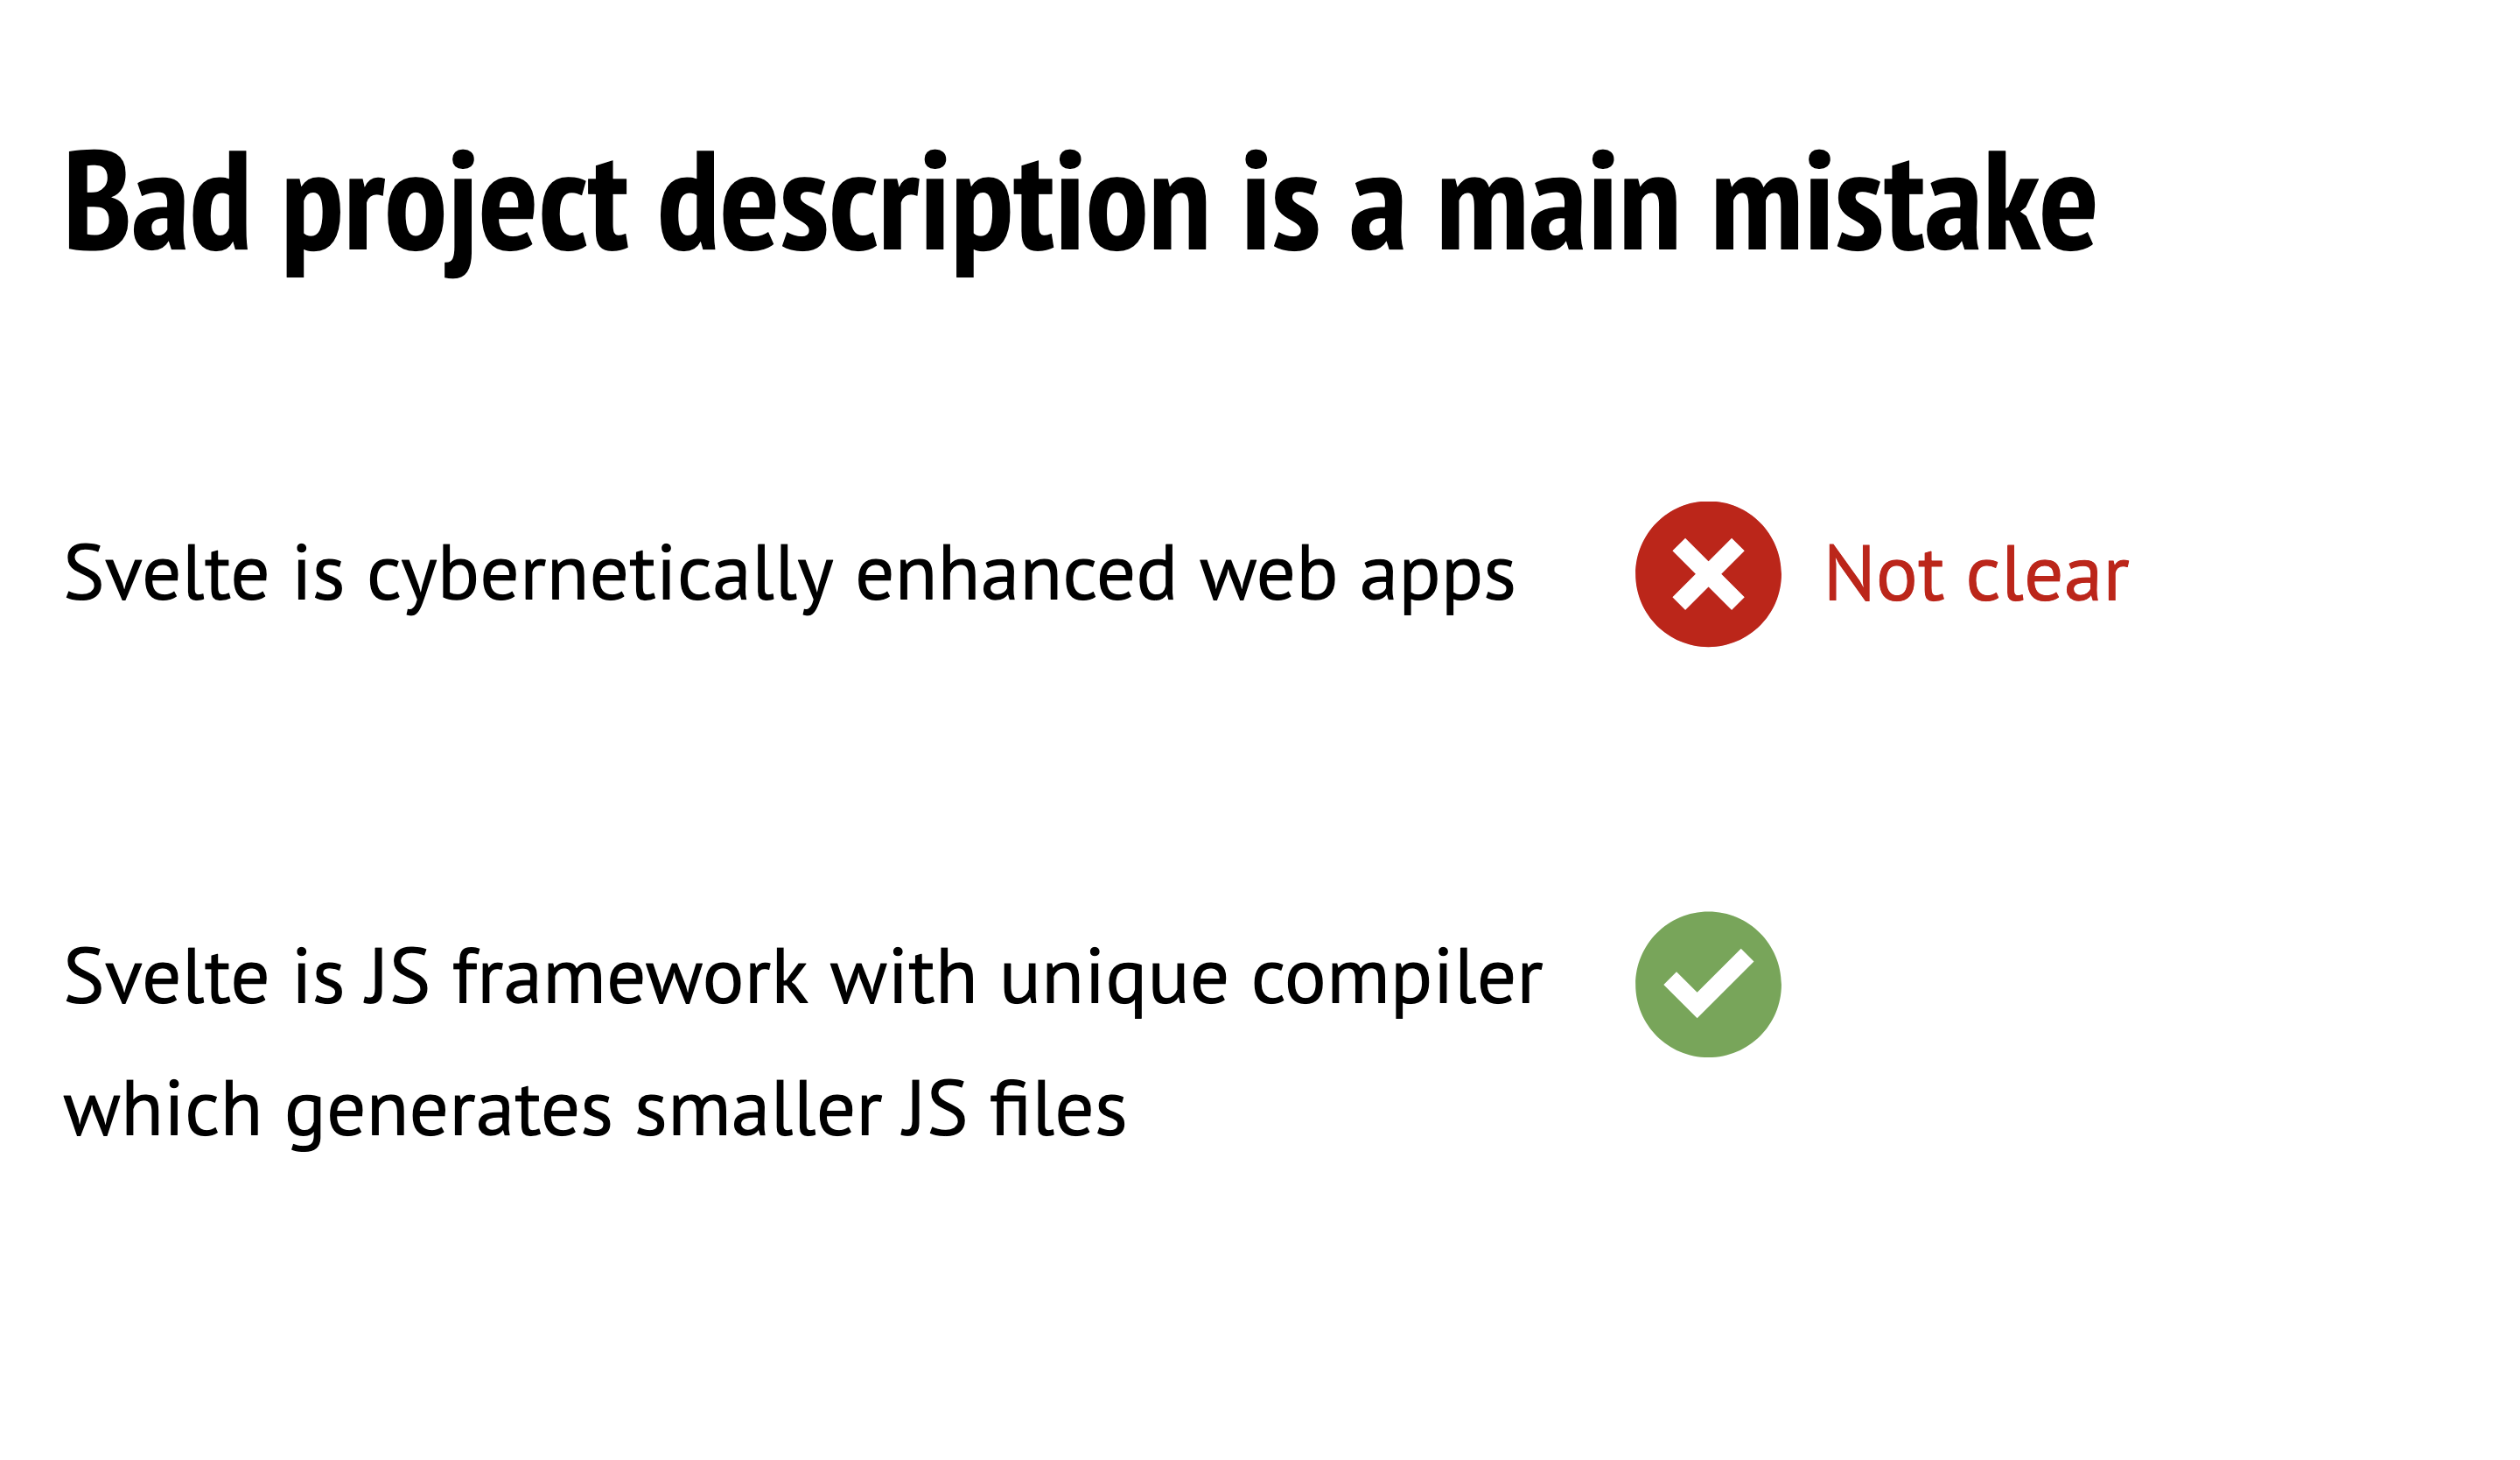 Bad project description is a main mistake
Svelte is cybernetically enhanced web apps
Not clear
Svelte is JS framework with unique compiler
which generates smaller JS files